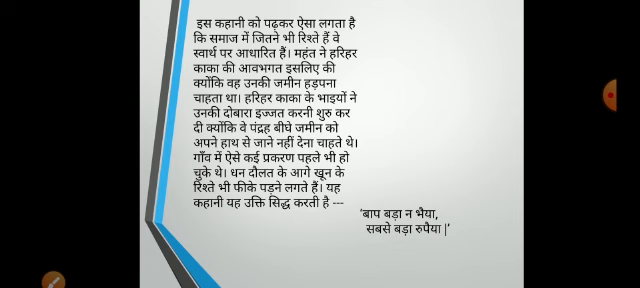 इस कहानी को पढ़कर ऐसा लगता है
कि समाज में जितने भी रिश्ते हैं वे
स्वार्थ पर आधारित हैं। महंत ने हरिहर
काका की आवभगत इसलिए की
क्योंकि वह उनकी जमीन हड़पना
चाहता था। हरिहर काका के भाइयों ने
उनकी दोबारा इज्जत करनी शुरु कर
दी क्योंकि वे पंद्रह बीघे जमीन को
अपने हाथ से जाने नहीं देना चाहते थे।
गाँव में ऐसे कई प्रकरण पहले भी हो
चुके थे। धन दौलत के आगे खून के
रिश्ते भी फीके पड़ने लगते हैं। यह
कहानी यह उक्ति सिद्ध करती है ---
'बाप बड़ा न भैया,
सबसे बड़ा रुपैया |'